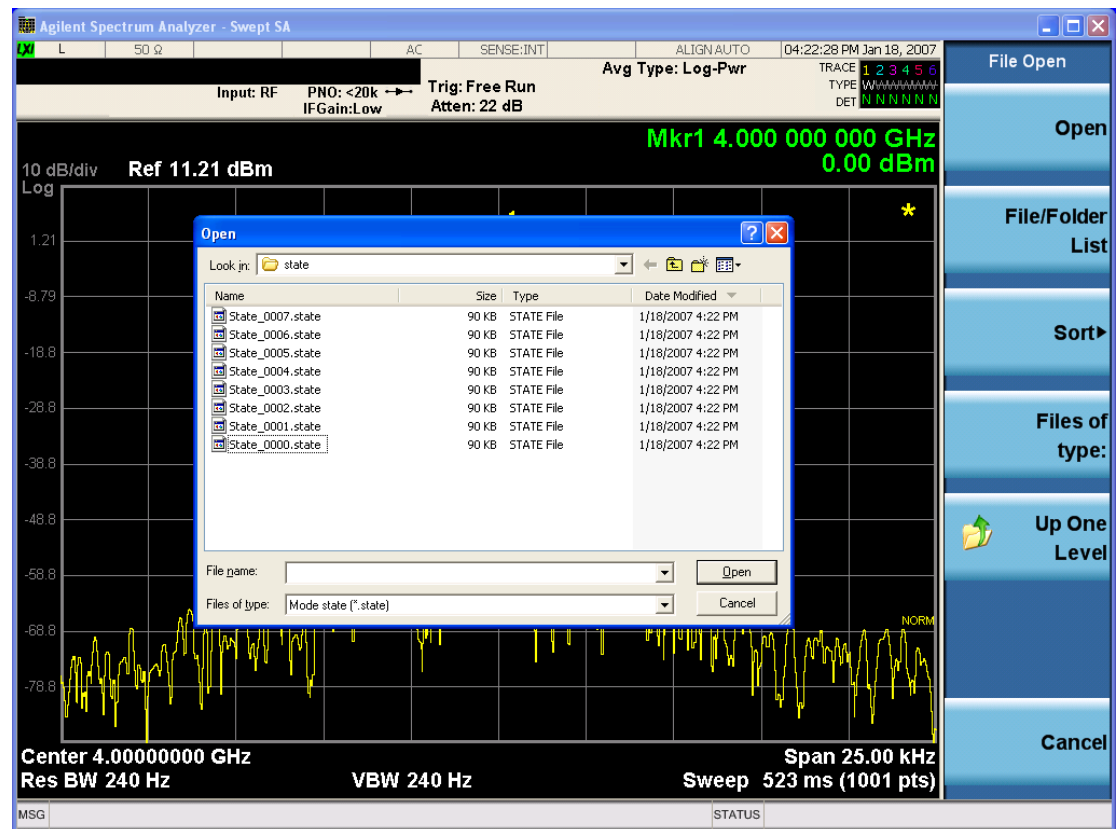 Agilent Spectrum Analyzer - Swept SA
LXI L 50 Ω AC SENSE:INT ALIGN AUTO 04:22:28 PM Jan 18, 2007
Input: RF PNO: <20k IFGain:Low
Trig: Free Run
Atten: 22 dB
Avg Type: Log-Pwr
TRACE 1 2 3 4 5 6
TYPE
DET N N N N N N
Mkr1 4.000 000 000 GHz
0.00 dBm
10 dB/div Ref 11.21 dBm
Log
1.21
-8.79
-18.8
-28.8
-38.8
-48.8
-58.8
-68.8
-78.8
*
NORM
Open
Look in: state
Name Size Type Date Modified
State_0007.state 90 KB STATE File 1/18/2007 4:22 PM
State_0006.state 90 KB STATE File 1/18/2007 4:22 PM
State_0005.state 90 KB STATE File 1/18/2007 4:22 PM
State_0004.state 90 KB STATE File 1/18/2007 4:22 PM
State_0003.state 90 KB STATE File 1/18/2007 4:22 PM
State_0002.state 90 KB STATE File 1/18/2007 4:22 PM
State_0001.state 90 KB STATE File 1/18/2007 4:22 PM
State_0000.state 90 KB STATE File 1/18/2007 4:22 PM
File name: Open
Files of type: Mode state (*.state) Cancel
Center 4.00000000 GHz Span 25.00 kHz
Res BW 240 Hz VBW 240 Hz Sweep 523 ms (1001 pts)
MSG STATUS
File Open
Open
File/Folder
List
Sort▶
Files of
type:
Up One
Level
Cancel